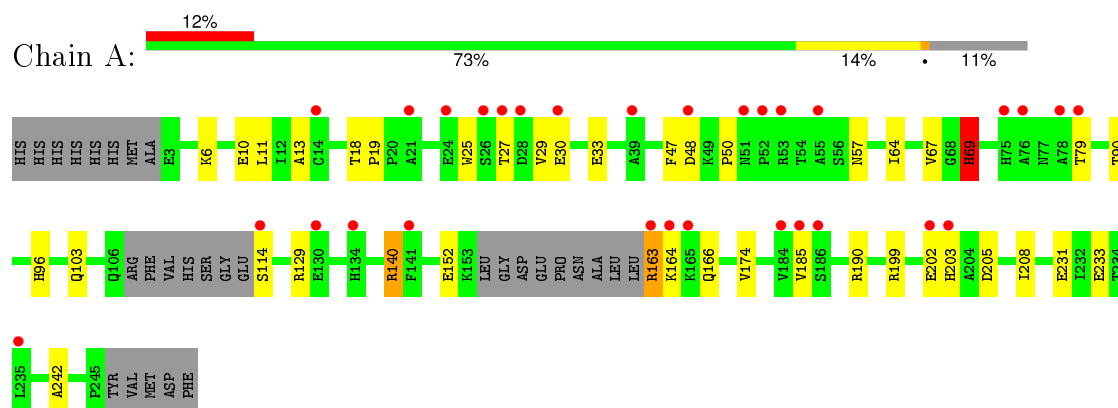 12%
Chain A:
73% 14% • 11%
HIS HIS HIS HIS HIS HIS MET ALA E3 K6 E10 L11 I12 A13 C14 T18 P19 P20 A21 E24 W25 S26 T27 D28 V29 E30 E33 A39 F47 D48 K49 P50 N51 P52 R53 T54 A55 S56 N57 I64 V67 G68 H69 H75 A76 N77 A78 T79 T90
H96 Q103 Q106 ARG PHE VAL HIS SER GLY GLU S114 R129 E130 H134 R140 F141 E152 K153 LEU GLY ASP GLU PRO ASN ALA LEU LEU R163 K164 K165 Q166 V174 V184 V185 S186 R190 R199 E202 H203 A204 D205 I208 E231 I232 E233 T234
L235 A242 P245 TYR VAL MET ASP PHE